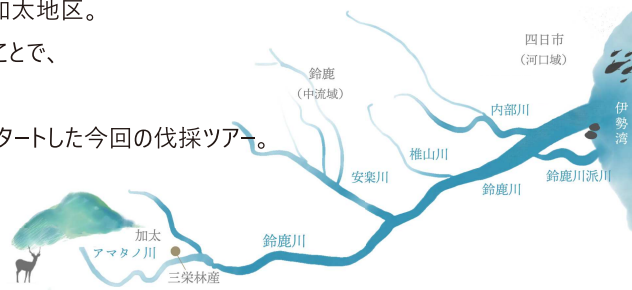 加太地区。
ことで、
タートした今回の伐採ツアー。
四日市
（河口域）
鈴鹿
（中流域）
伊勢湾
内部川
椎山川
安楽川
鈴鹿川
鈴鹿川派川
加太
アマタノ川
鈴鹿川
三栄林産